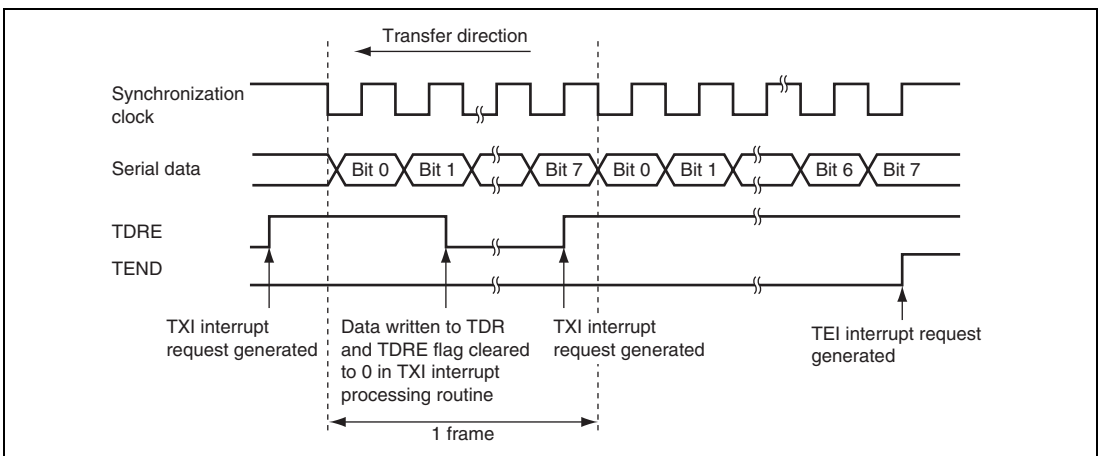 Transfer direction
Synchronization
clock
Serial data
Bit 0 Bit 1 Bit 7 Bit 0 Bit 1 Bit 6 Bit 7
TDRE
TEND
TXI interrupt
request generated
Data written to TDR
and TDRE flag cleared
to 0 in TXI interrupt
processing routine
TXI interrupt
request generated
TEI interrupt request
generated
1 frame